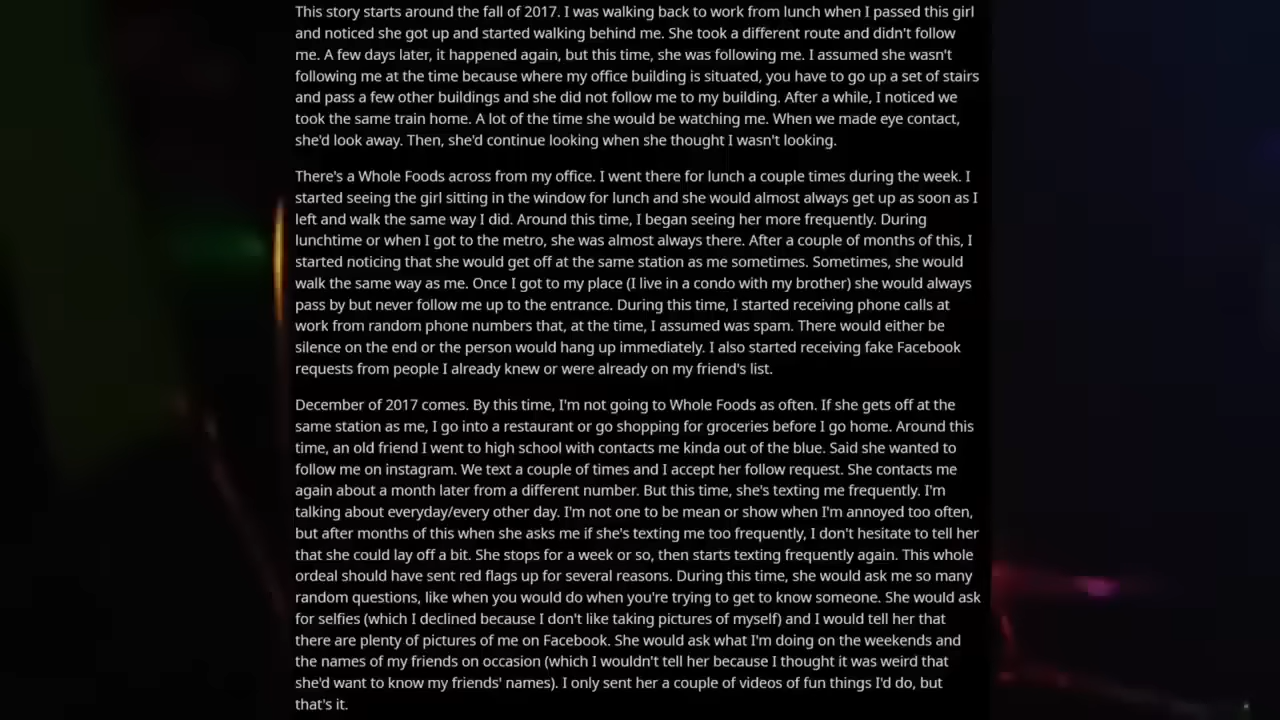 This story starts around the fall of 2017. I was walking back to work from lunch when I passed this girl
and noticed she got up and started walking behind me. She took a different route and didn't follow
me. A few days later, it happened again, but this time, she was following me. I assumed she wasn't
following me at the time because where my office building is situated, you have to go up a set of stairs
and pass a few other buildings and she did not follow me to my building. After a while, I noticed we
took the same train home. A lot of the time she would be watching me. When we made eye contact,
she'd look away. Then, she'd continue looking when she thought I wasn't looking.
There's a Whole Foods across from my office. I went there for lunch a couple times during the week. I
started seeing the girl sitting in the window for lunch and she would almost always get up as soon as I
left and walk the same way I did. Around this time, I began seeing her more frequently. During
lunchtime or when I got to the metro, she was almost always there. After a couple of months of this, I
started noticing that she would get off at the same station as me sometimes. Sometimes, she would
walk the same way as me. Once I got to my place (I live in a condo with my brother) she would always
pass by but never follow me up to the entrance. During this time, I started receiving phone calls at
work from random phone numbers that, at the time, I assumed was spam. There would either be
silence on the end or the person would hang up immediately. I also started receiving fake Facebook
requests from people I already knew or were already on my friend's list.
December of 2017 comes. By this time, I'm not going to Whole Foods as often. If she gets off at the
same station as me, I go into a restaurant or go shopping for groceries before I go home. Around this
time, an old friend I went to high school with contacts me kinda out of the blue. Said she wanted to
follow me on instagram. We text a couple of times and I accept her follow request. She contacts me
again about a month later from a different number. But this time, she's texting me frequently. I'm
talking about everyday/every other day. I'm not one to be mean or show when I'm annoyed too often,
but after months of this when she asks me if she's texting me too frequently, I don't hesitate to tell her
that she could lay off a bit. She stops for a week or so, then starts texting frequently again. This whole
ordeal should have sent red flags up for several reasons. During this time, she would ask me so many
random questions, like when you would do when you're trying to get to know someone. She would ask
for selfies (which I declined because I don't like taking pictures of myself) and I would tell her that
there are plenty of pictures of me on Facebook. She would ask what I'm doing on the weekends and
the names of my friends on occasion (which I wouldn't tell her because I thought it was weird that
she'd want to know my friends' names). I only sent her a couple of videos of fun things I'd do, but
that's it.